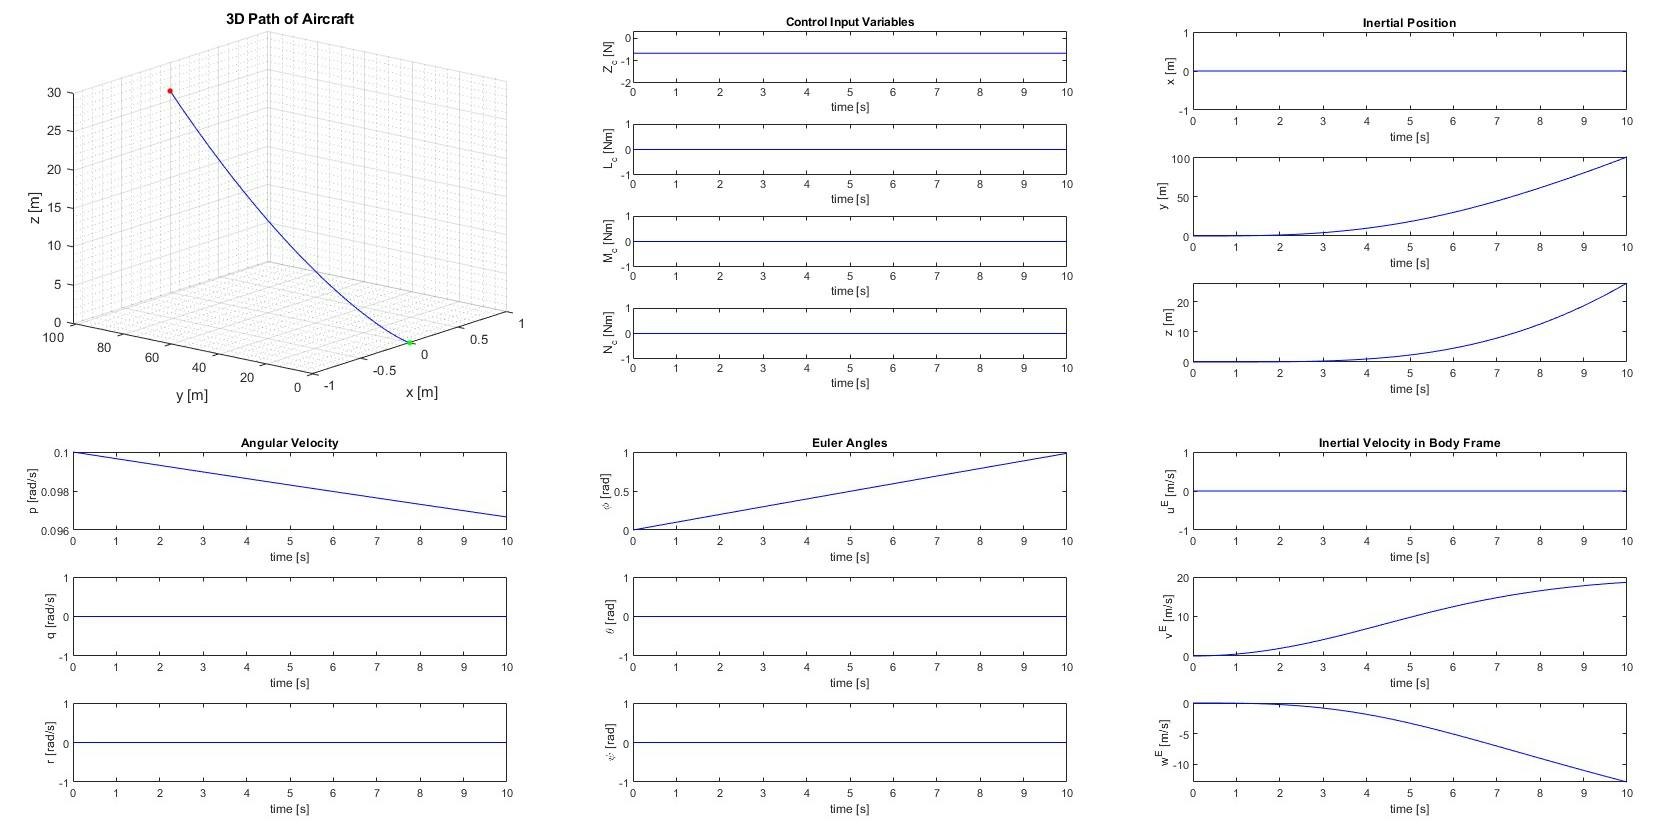 3D Path of Aircraft
30
25
20
15
10
5
0
z [m]
100
80
60
40
20
0
y [m]
-1
-0.5
0
0.5
1
x [m]
Control Input Variables
0
-1
-2
Z_c [N]
0 1 2 3 4 5 6 7 8 9 10
time [s]
1
0
-1
L_c [Nm]
0 1 2 3 4 5 6 7 8 9 10
time [s]
1
0
-1
M_c [Nm]
0 1 2 3 4 5 6 7 8 9 10
time [s]
1
0
-1
N_c [Nm]
0 1 2 3 4 5 6 7 8 9 10
time [s]
Inertial Position
1
0
-1
x [m]
0 1 2 3 4 5 6 7 8 9 10
time [s]
100
50
0
y [m]
0 1 2 3 4 5 6 7 8 9 10
time [s]
20
10
0
z [m]
0 1 2 3 4 5 6 7 8 9 10
time [s]
Angular Velocity
0.1
0.098
0.096
p [rad/s]
0 1 2 3 4 5 6 7 8 9 10
time [s]
1
0
-1
q [rad/s]
0 1 2 3 4 5 6 7 8 9 10
time [s]
1
0
-1
r [rad/s]
0 1 2 3 4 5 6 7 8 9 10
time [s]
Euler Angles
1
0.5
0
φ [rad]
0 1 2 3 4 5 6 7 8 9 10
time [s]
1
0
-1
θ [rad]
0 1 2 3 4 5 6 7 8 9 10
time [s]
1
0
-1
ψ [rad]
0 1 2 3 4 5 6 7 8 9 10
time [s]
Inertial Velocity in Body Frame
1
0
-1
u^E [m/s]
0 1 2 3 4 5 6 7 8 9 10
time [s]
20
10
0
v^E [m/s]
0 1 2 3 4 5 6 7 8 9 10
time [s]
0
-5
-10
w^E [m/s]
0 1 2 3 4 5 6 7 8 9 10
time [s]